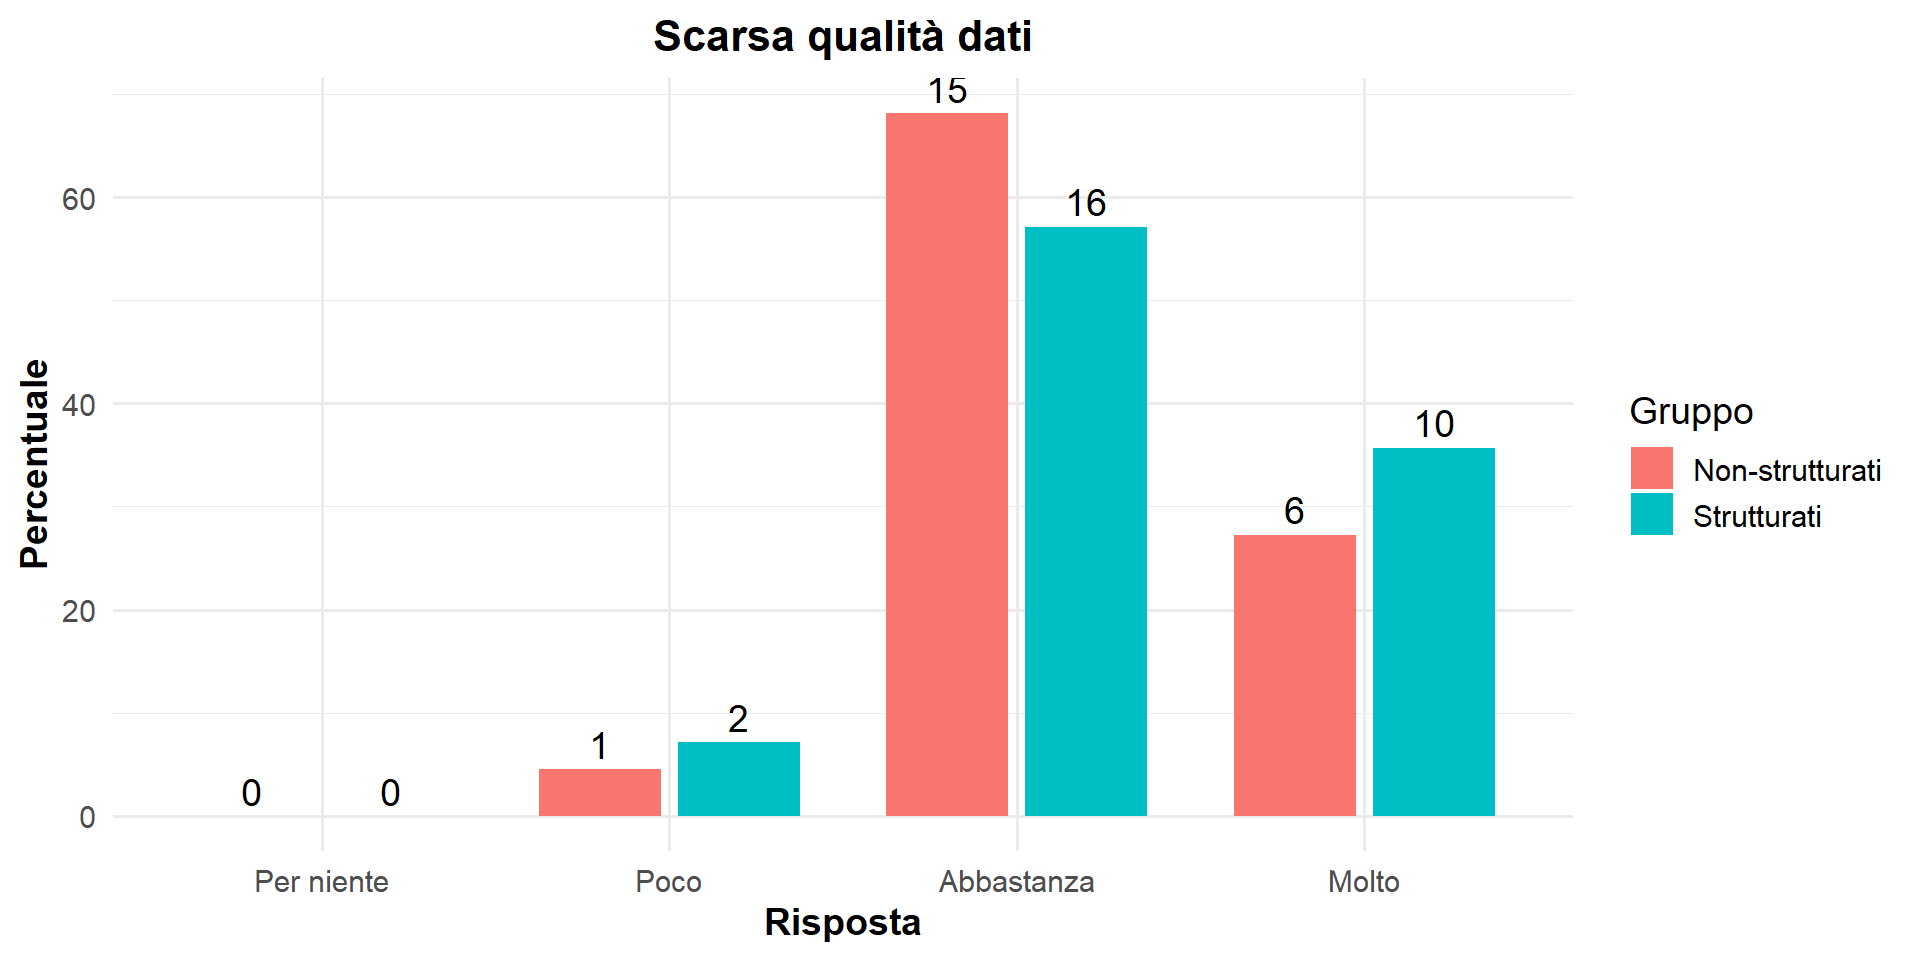 Scarsa qualità dati
Percentuale
60
40
20
0
0
0
1
2
15
16
6
10
Per niente
Poco
Abbastanza
Molto
Risposta
Gruppo
Non-strutturati
Strutturati